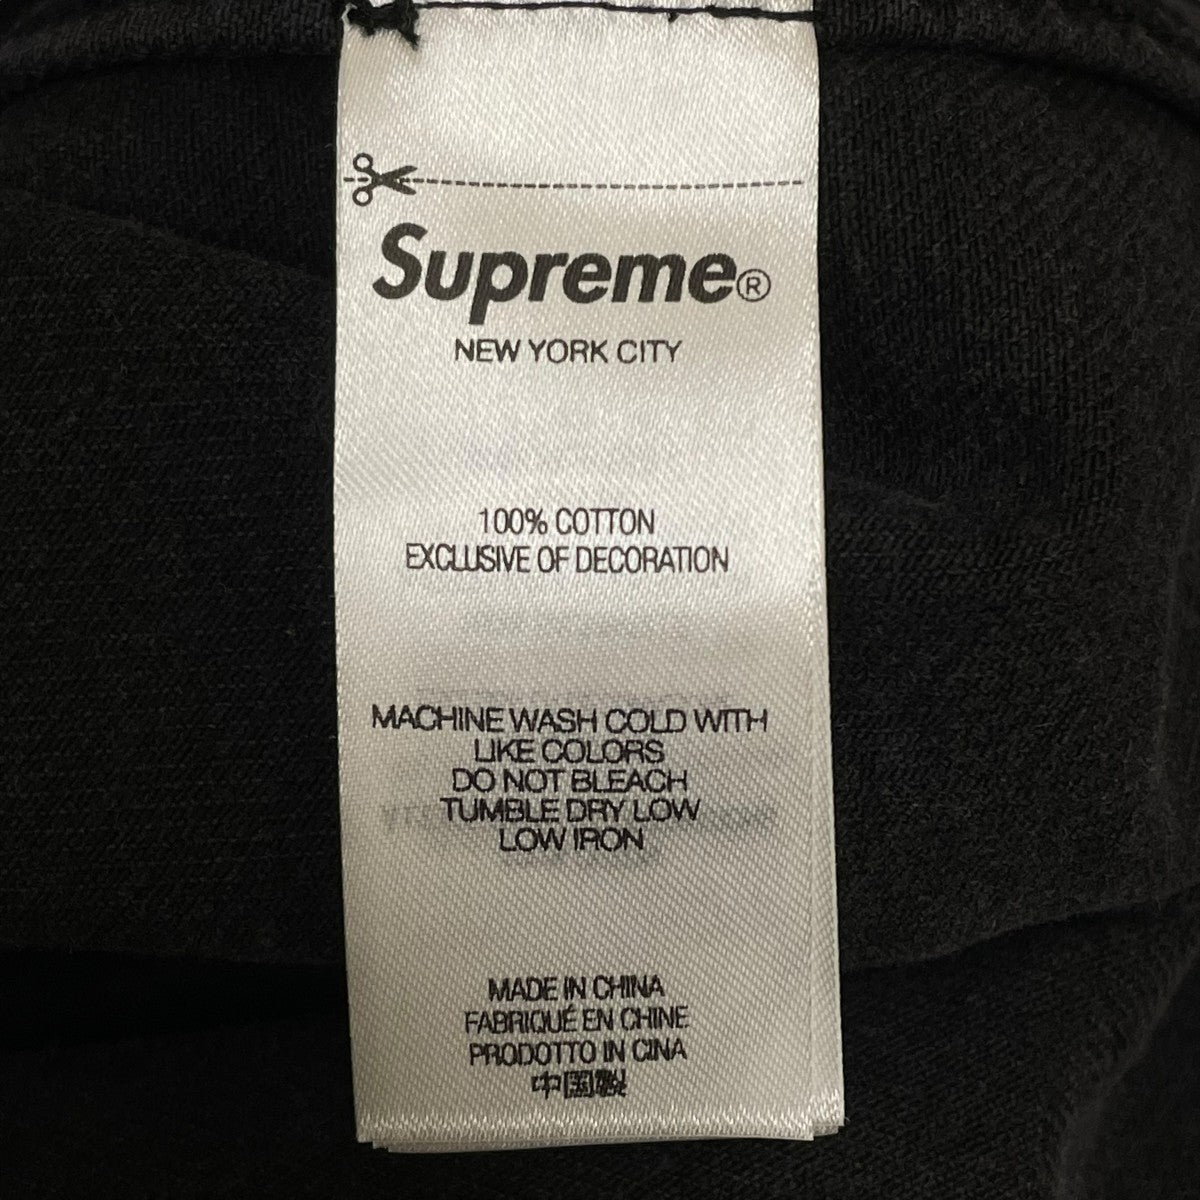 Supreme®
NEW YORK CITY
100% COTTON
EXCLUSIVE OF DECORATION
MACHINE WASH COLD WITH
LIKE COLORS
DO NOT BLEACH
TUMBLE DRY LOW
LOW IRON
MADE IN CHINA
FABRIQUÉ EN CHINE
PRODOTTO IN CINA
中国製